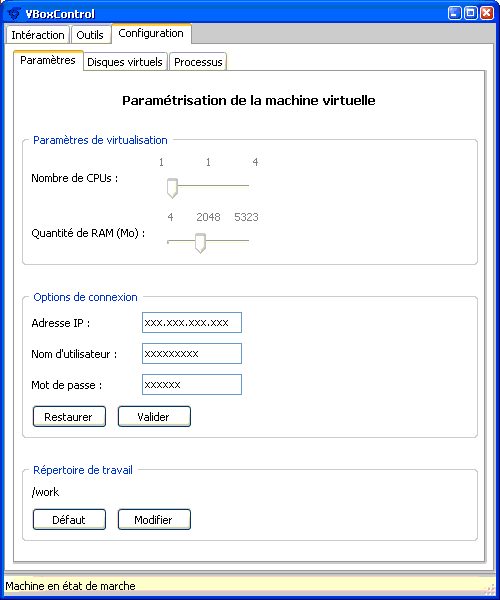 VBoxControl
Intéraction Outils Configuration
Paramètres Disques virtuels Processus
Paramétrisation de la machine virtuelle
Paramètres de virtualisation
1 1 4
Nombre de CPUs :
4 2048 5323
Quantité de RAM (Mo) :
Options de connexion
Adresse IP : xxx.xxx.xxx.xxx
Nom d'utilisateur : xxxxxxxxx
Mot de passe : xxxxxx
Restaurer Valider
Répertoire de travail
/work
Défaut Modifier
Machine en état de marche